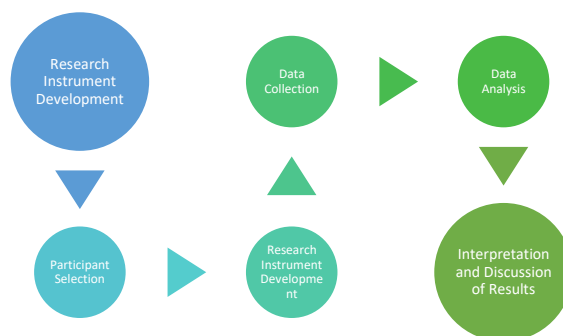 Research
Instrument
Development
Participant
Selection
Research
Instrument
Developme
nt
Data
Collection
Data
Analysis
Interpretation
and Discussion
of Results